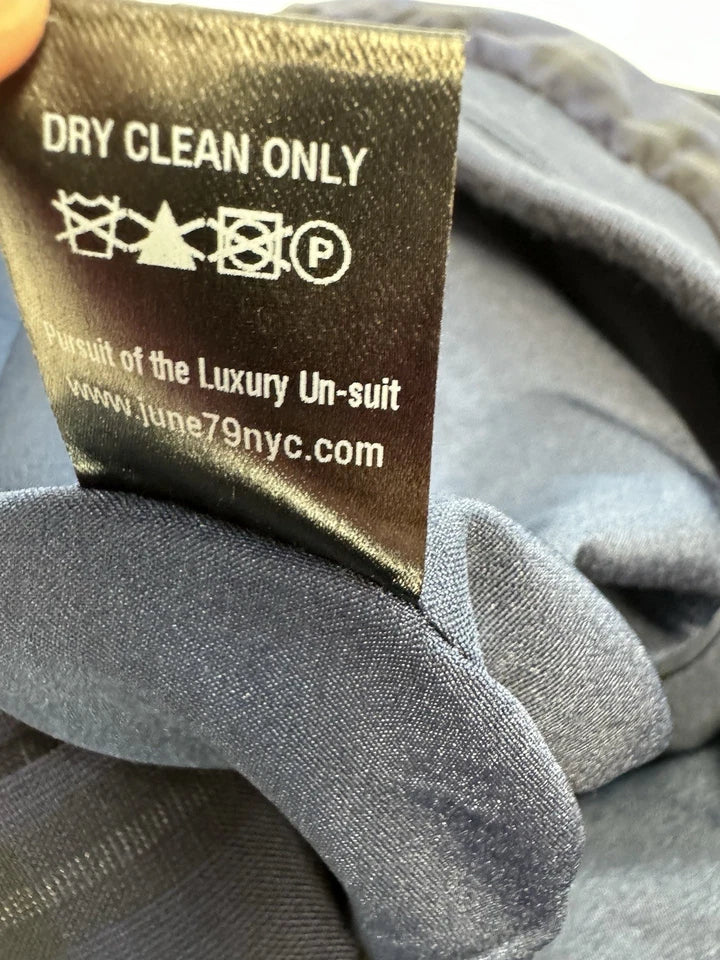 DRY CLEAN ONLY
P
Pursuit of the Luxury Un-suit
www.june79nyc.com